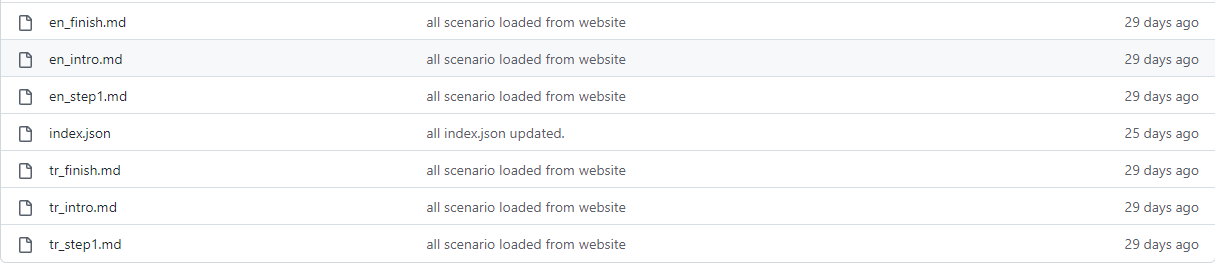 en_finish.md all scenario loaded from website 29 days ago
en_intro.md all scenario loaded from website 29 days ago
en_step1.md all scenario loaded from website 29 days ago
index.json all index.json updated. 25 days ago
tr_finish.md all scenario loaded from website 29 days ago
tr_intro.md all scenario loaded from website 29 days ago
tr_step1.md all scenario loaded from website 29 days ago